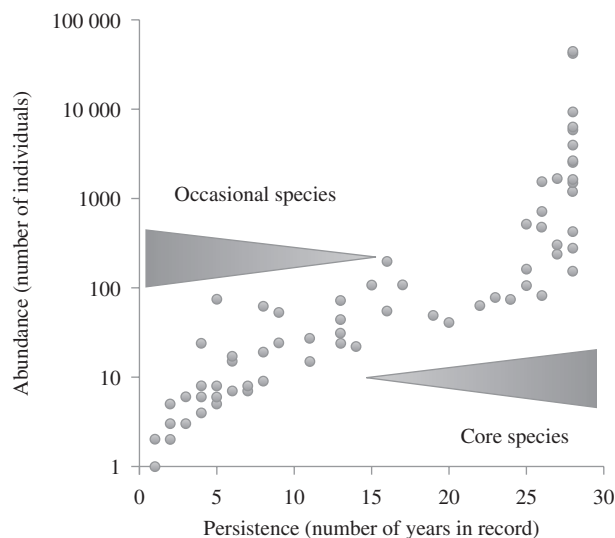 100 000
10 000
1000
100
10
1
Abundance (number of individuals)
Occasional species
Core species
0 5 10 15 20 25 30
Persistence (number of years in record)